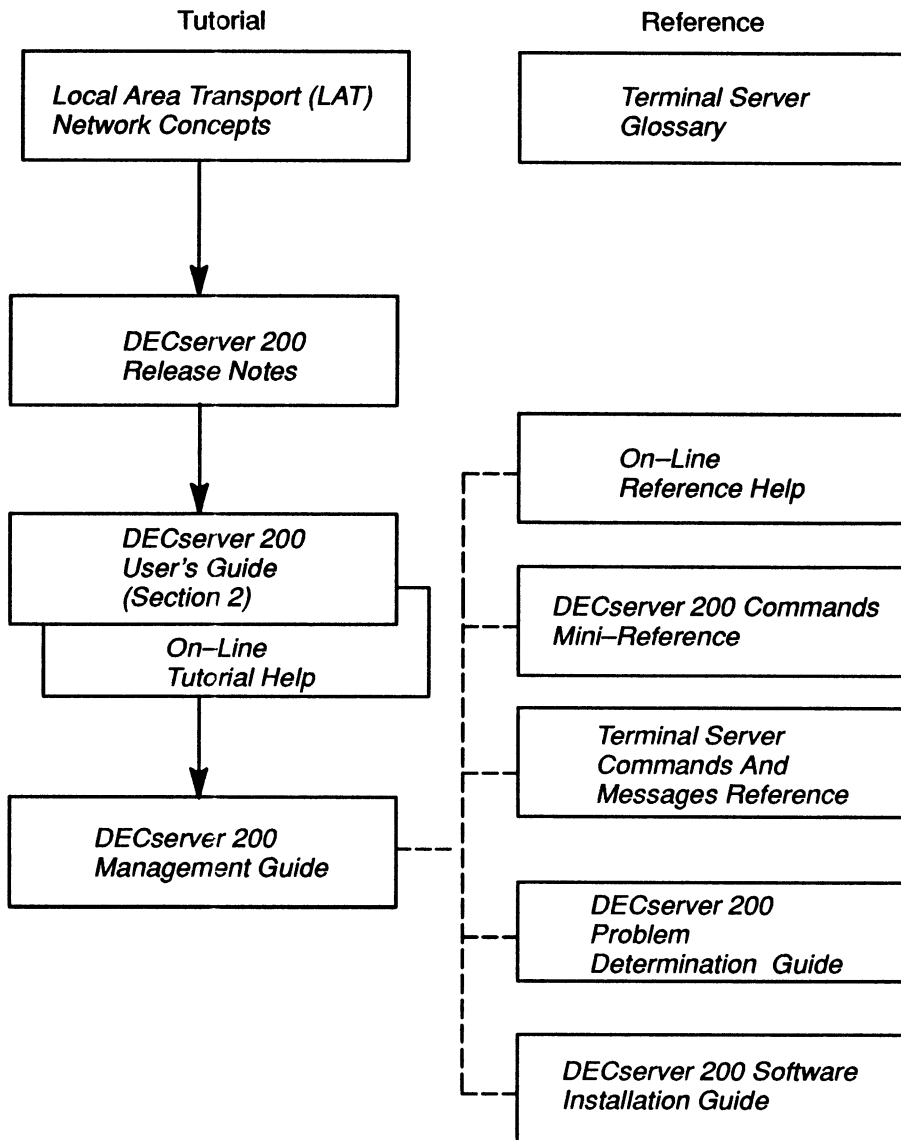 Tutorial
Reference
Local Area Transport (LAT)
Network Concepts
Terminal Server
Glossary
DECserver 200
Release Notes
DECserver 200
User's Guide
(Section 2)
On–Line
Tutorial Help
DECserver 200
Management Guide
On–Line
Reference Help
DECserver 200 Commands
Mini–Reference
Terminal Server
Commands And
Messages Reference
DECserver 200
Problem
Determination Guide
DECserver 200 Software
Installation Guide